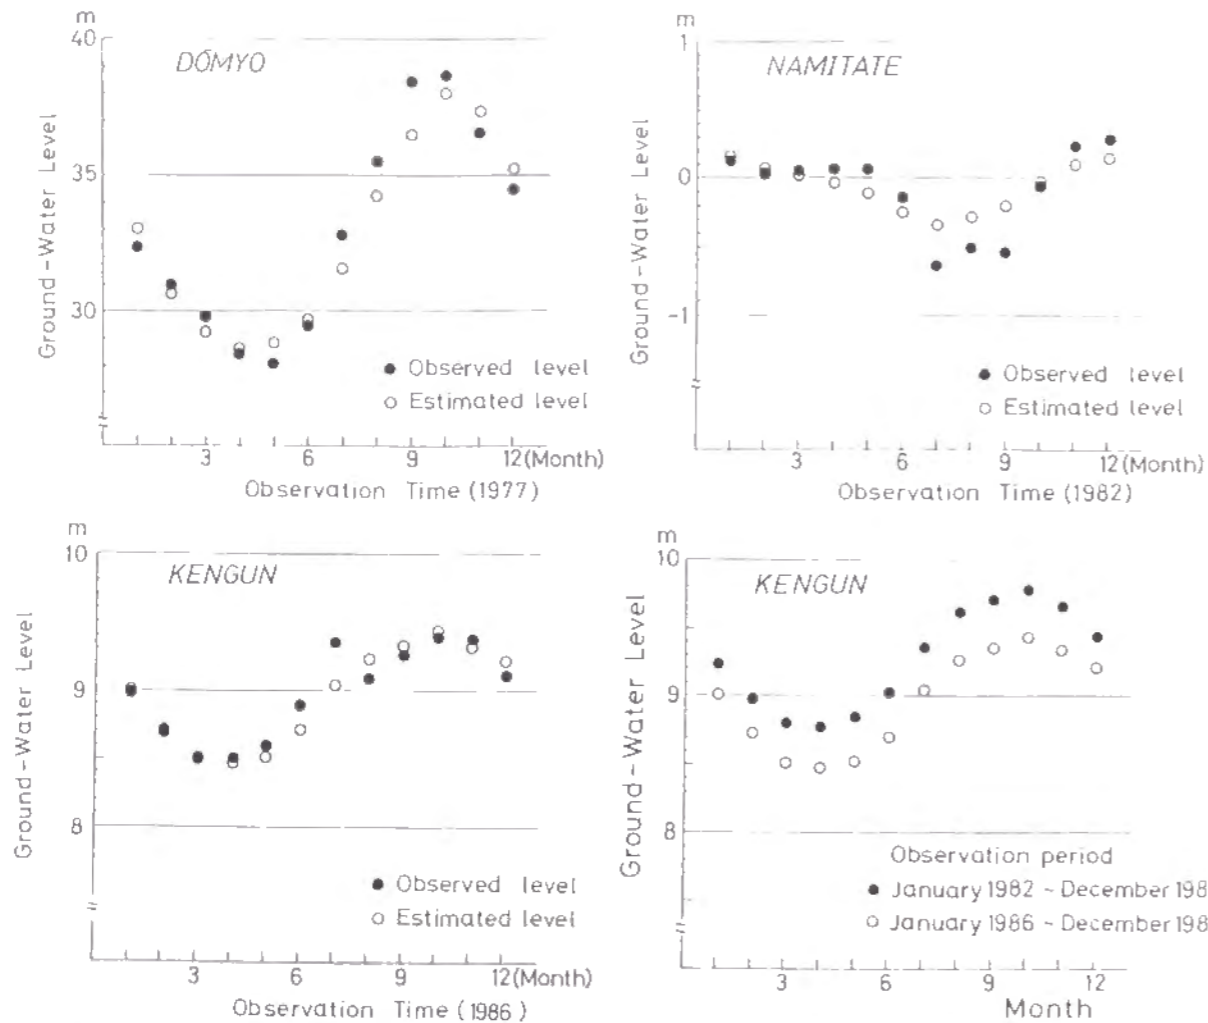 m
40
DŌMYO
35
30
Ground-Water Level
● Observed level
○ Estimated level
3 6 9 12(Month)
Observation Time (1977)
m
1
NAMITATE
0
-1
Ground-Water Level
● Observed level
○ Estimated level
3 6 9 12(Month)
Observation Time (1982)
m
10
KENGUN
9
8
Ground-Water Level
● Observed level
○ Estimated level
3 6 9 12(Month)
Observation Time (1986)
10
KENGUN
9
8
Ground-Water Level
Observation period
● January 1982 ~ December 198
○ January 1986 ~ December 198
3 6 9 12
Month